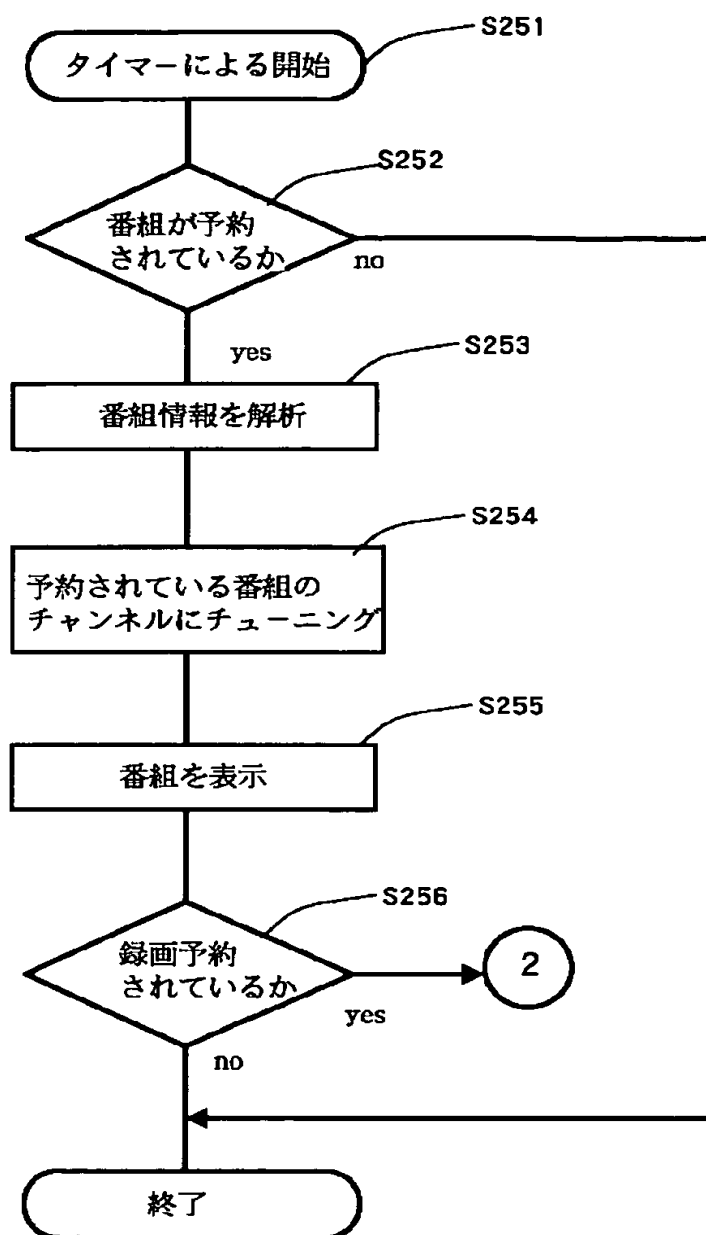 S251
タイマーによる開始
S252
番組が予約
されているか
no
yes
S253
番組情報を解析
S254
予約されている番組の
チャンネルにチューニング
S255
番組を表示
S256
録画予約
されているか
2
yes
no
終了